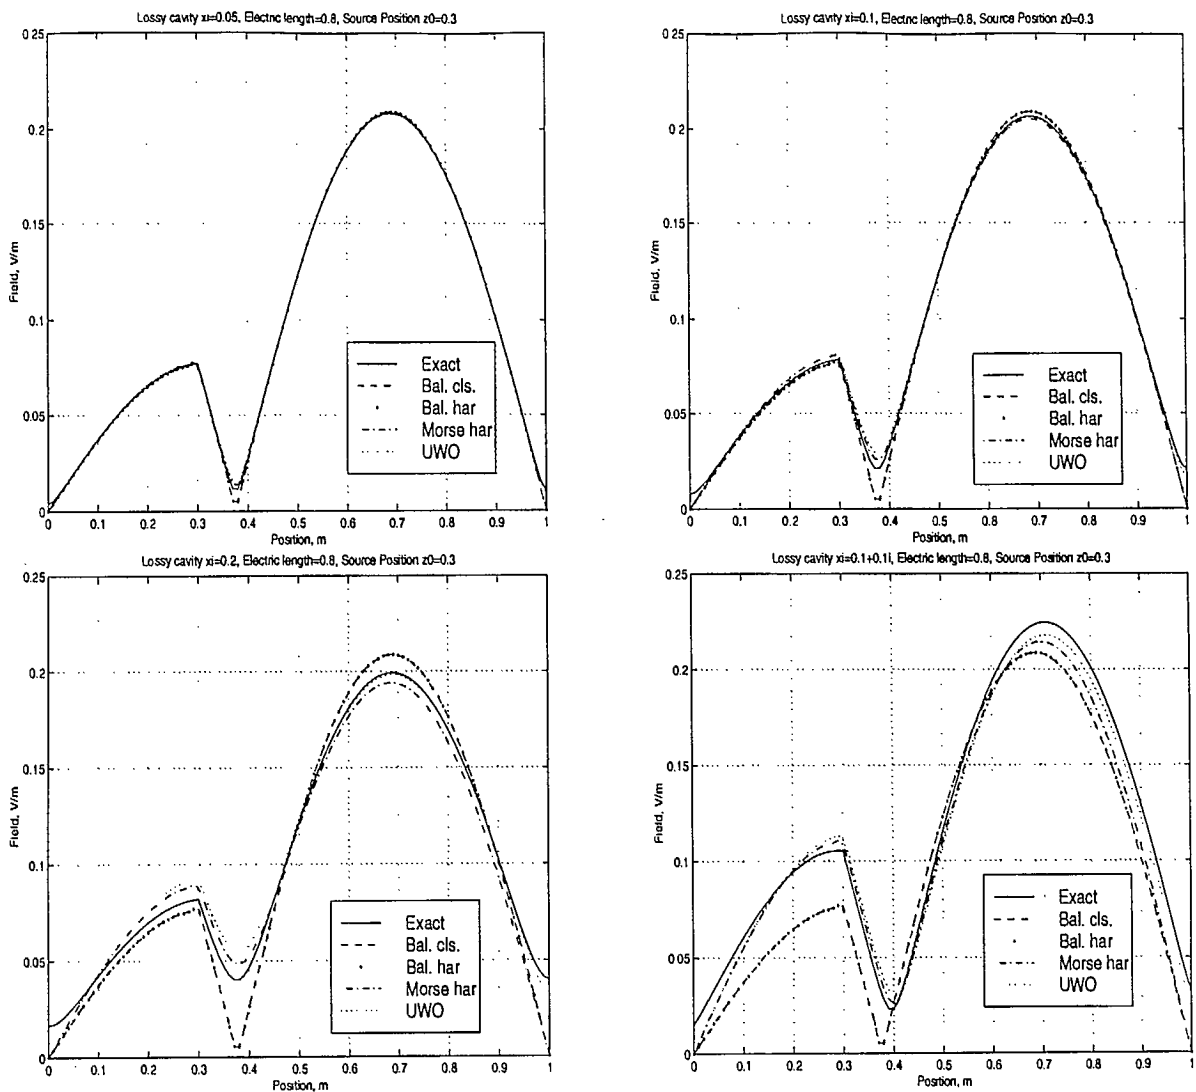 Lossy cavity xi=0.05, Electric length=0.8, Source Position z0=0.3
0.25
0.2
0.15
0.1
0.05
0
Field, V/m
Exact
Bal. cls.
Bal. har
Morse har
UWO
0 0.1 0.2 0.3 0.4 0.5 0.6 0.7 0.8 0.9 1
Position, m
Lossy cavity xi=0.1, Electric length=0.8, Source Position z0=0.3
0.25
0.2
0.15
0.1
0.05
0
Field, V/m
Exact
Bal. cls.
Bal. har
Morse har
UWO
0 0.1 0.2 0.3 0.4 0.5 0.6 0.7 0.8 0.9 1
Position, m
Lossy cavity xi=0.2, Electric length=0.8, Source Position z0=0.3
0.25
0.2
0.15
0.1
0.05
0
Field, V/m
Exact
Bal. cls.
Bal. har
Morse har
UWO
0 0.1 0.2 0.3 0.4 0.5 0.6 0.7 0.8 0.9 1
Position, m
Lossy cavity xi=0.1+0.1i, Electric length=0.8, Source Position z0=0.3
0.25
0.2
0.15
0.1
0.05
0
Field, V/m
Exact
Bal. cls.
Bal. har
Morse har
UWO
0 0.1 0.2 0.3 0.4 0.5 0.6 0.7 0.8 0.9 1
Position, m